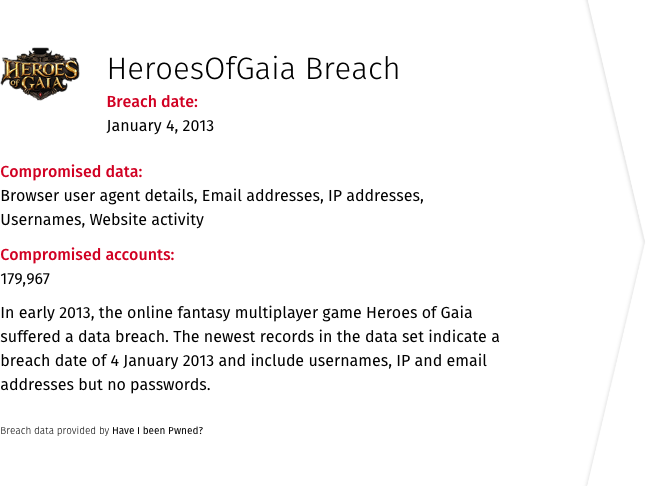 HEROES
OF GAIA
HeroesOfGaia Breach
Breach date:
January 4, 2013
Compromised data:
Browser user agent details, Email addresses, IP addresses,
Usernames, Website activity
Compromised accounts:
179,967
In early 2013, the online fantasy multiplayer game Heroes of Gaia
suffered a data breach. The newest records in the data set indicate a
breach date of 4 January 2013 and include usernames, IP and email
addresses but no passwords.
Breach data provided by Have I been Pwned?